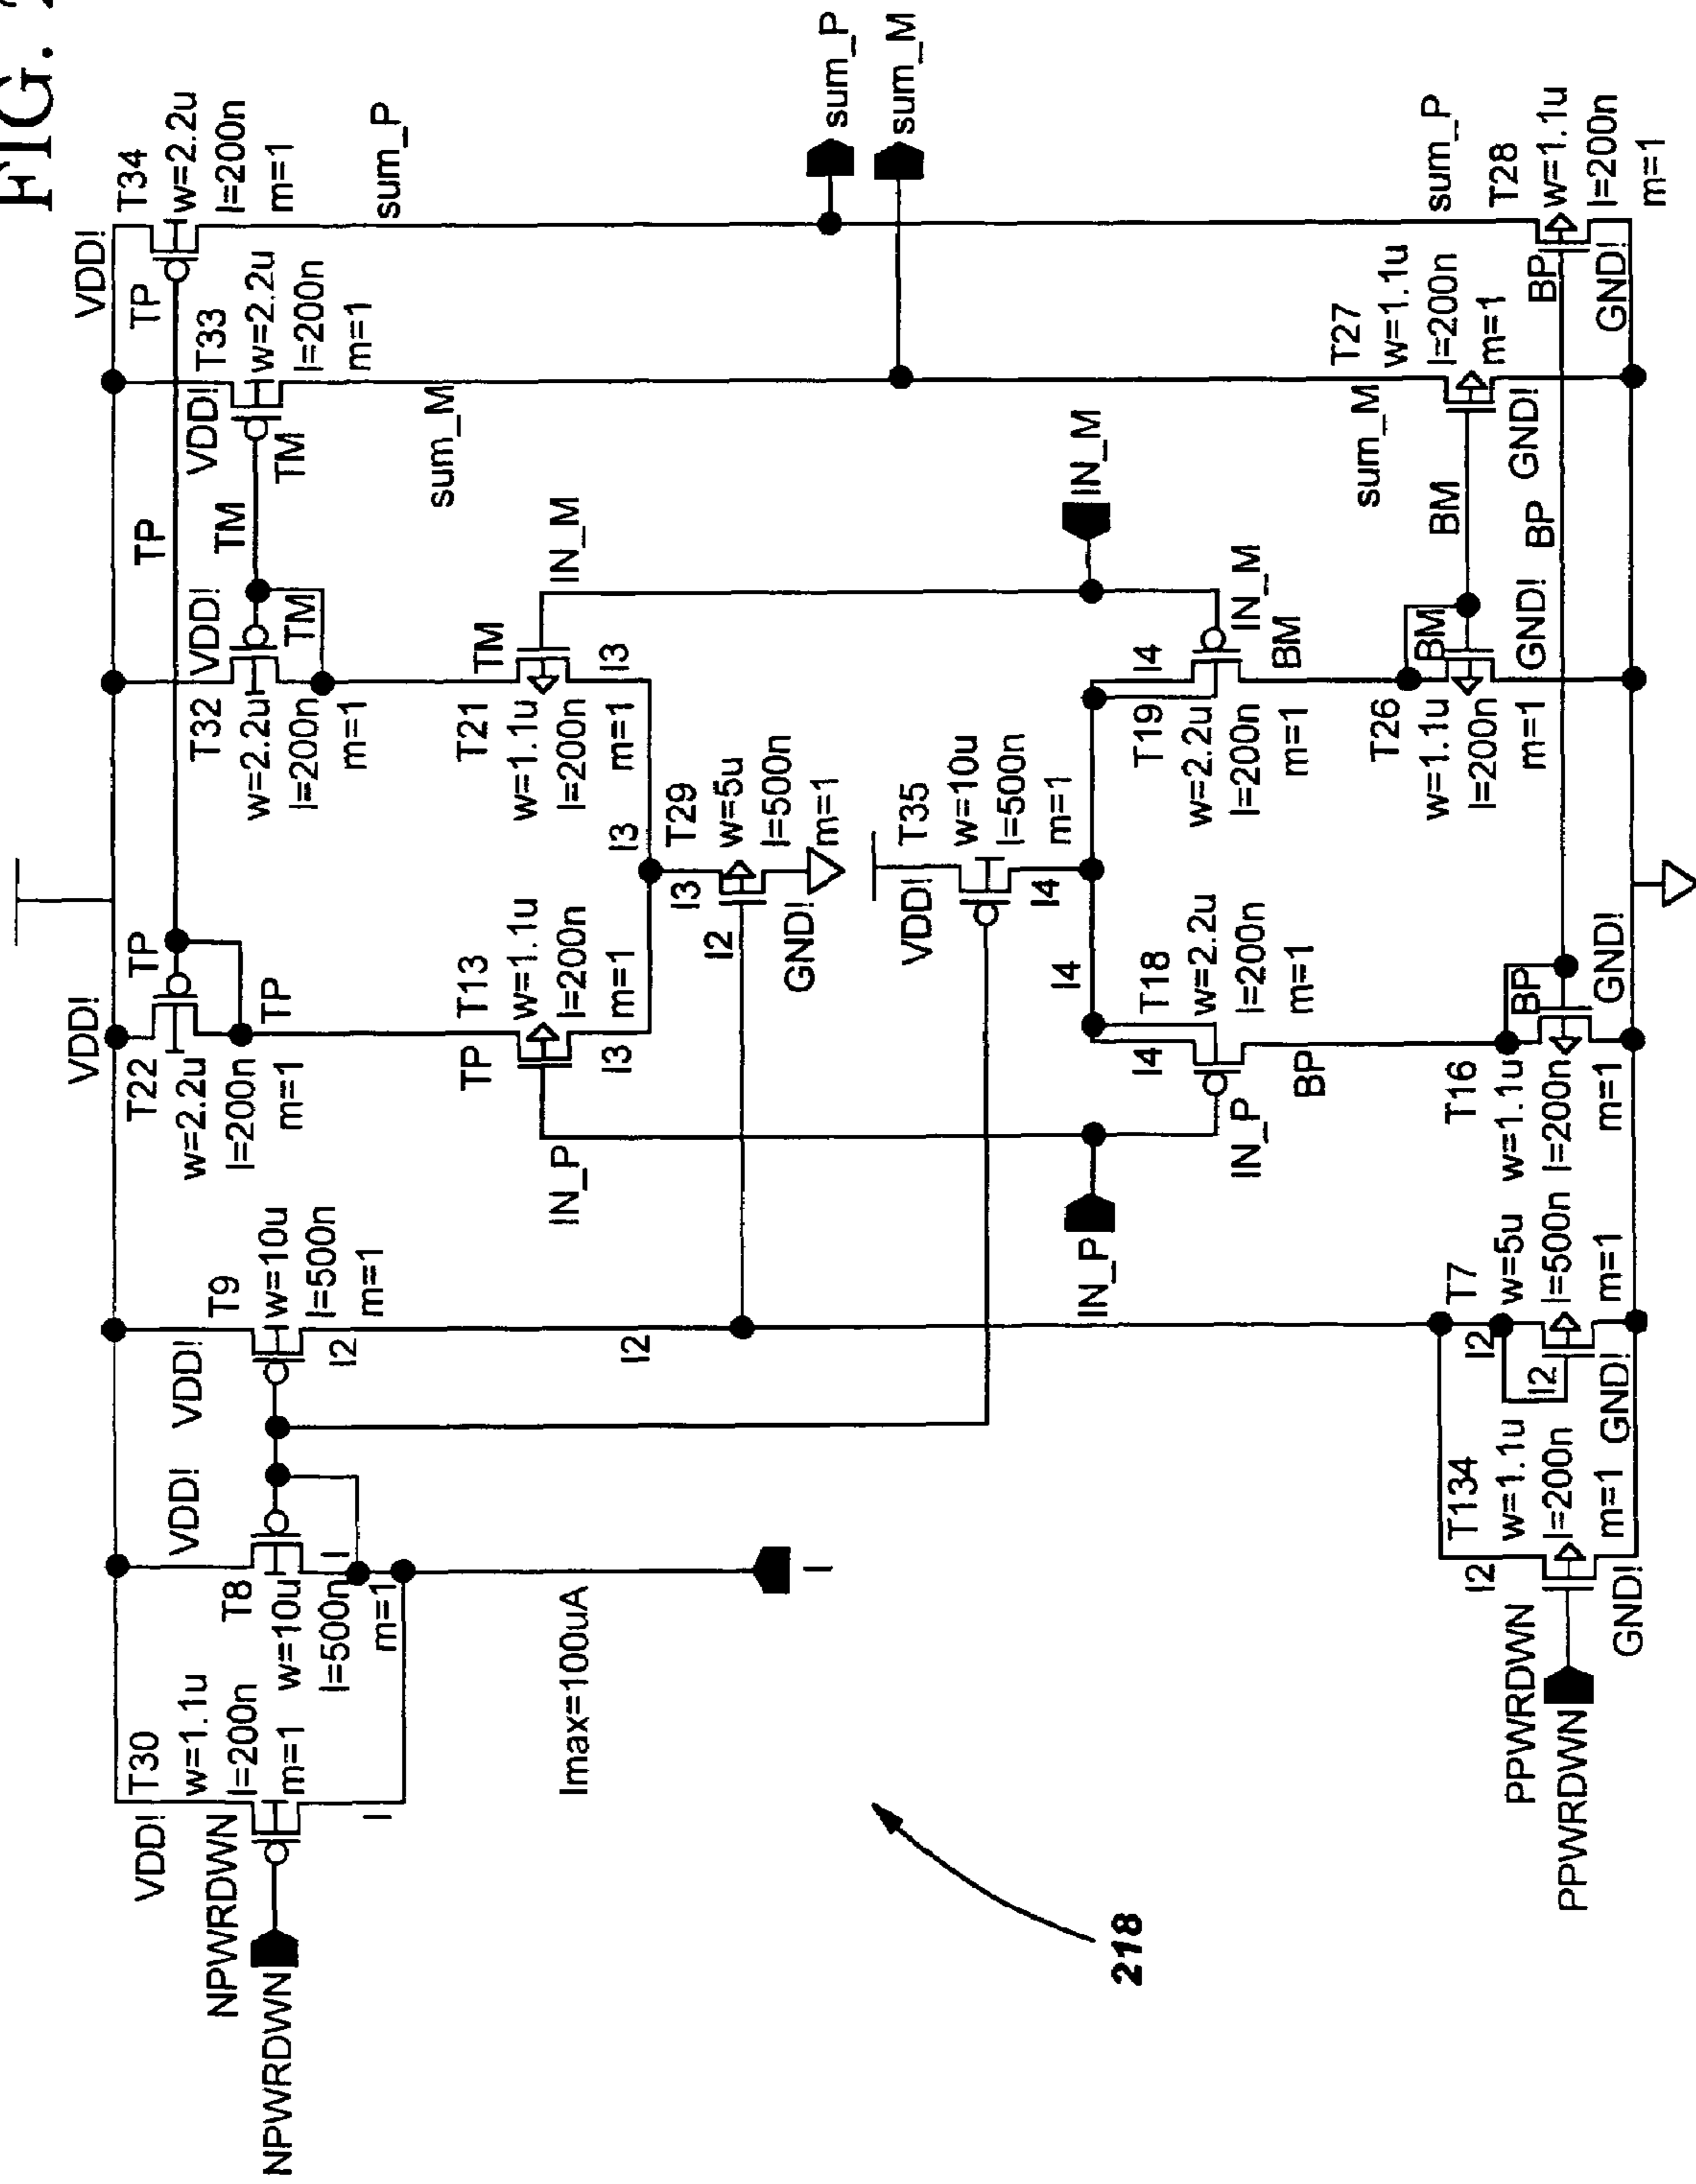 FIG.
VDD!
VDD!
T34
w=2.2u
l=200n
m=1
TP
sum_P
T33
w=2.2u
l=200n
m=1
VDD!
TM
sum_M
TP
TM
VDD!
TM
T32
w=2.2u
l=200n
m=1
TP
TP
T22
w=2.2u
l=200n
m=1
T9
w=10u
l=500n
m=1
VDD!
I2
I2
VDD!
T8
w=10u
l=500n
m=1
I
T30
w=1.1u
l=200n
m=1
VDD!
NPWRDWN
NPWRDWN
I
Imax=100uA
I
IN_M
TM
T21
w=1.1u
l=200n
m=1
I3
T13
w=1.1u
l=200n
m=1
TP
I3
IN_P
I3
T29
w=5u
l=500n
m=1
I3
I2
GND!
sum_P
sum_M
T35
w=10u
l=500n
m=1
VDD!
I4
IN_M
IN_P
I4
I4
T19
w=2.2u
l=200n
m=1
IN_M
BM
I4
T18
w=2.2u
l=200n
m=1
IN_P
BP
sum_P
T28
w=1.1u
l=200n
m=1
BP
GND!
T27
w=1.1u
l=200n
m=1
sum_M
GND!
BM
BP
BM
GND!
T26
w=1.1u
l=200n
m=1
BP
GND!
T16
w=1.1u
l=200n
m=1
T7
w=5u
l=500n
m=1
I2
I2
GND!
T134
w=1.1u
l=200n
m=1
I2
GND!
PPWRDWN
PPWRDWN
218